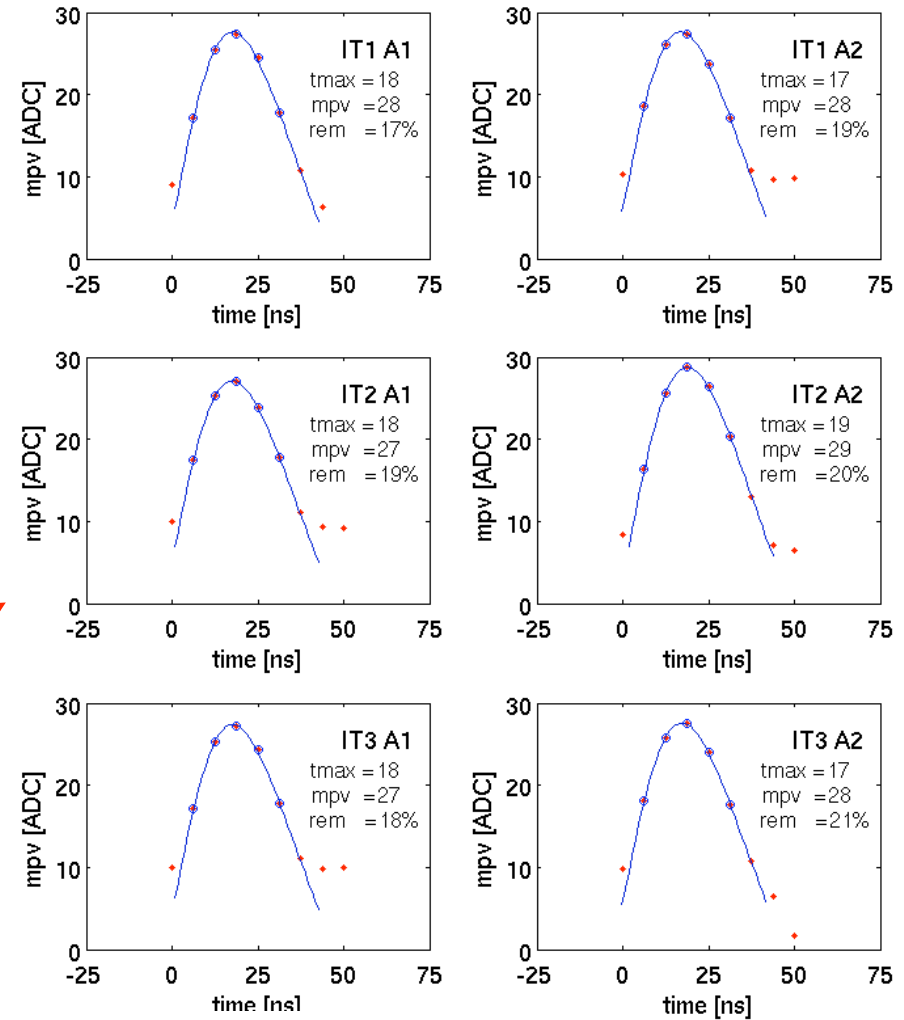 30
20
10
0
mpv [ADC]
IT1 A1
tmax = 18
mpv = 28
rem = 17%
-25 0 25 50 75
time [ns]
30
20
10
0
mpv [ADC]
IT1 A2
tmax = 17
mpv = 28
rem = 19%
-25 0 25 50 75
time [ns]
30
20
10
0
mpv [ADC]
IT2 A1
tmax = 18
mpv = 27
rem = 19%
-25 0 25 50 75
time [ns]
30
20
10
0
mpv [ADC]
IT2 A2
tmax = 19
mpv = 29
rem = 20%
-25 0 25 50 75
time [ns]
30
20
10
0
mpv [ADC]
IT3 A1
tmax = 18
mpv = 27
rem = 18%
-25 0 25 50 75
time [ns]
30
20
10
0
mpv [ADC]
IT3 A2
tmax = 17
mpv = 28
rem = 21%
-25 0 25 50 75
time [ns]